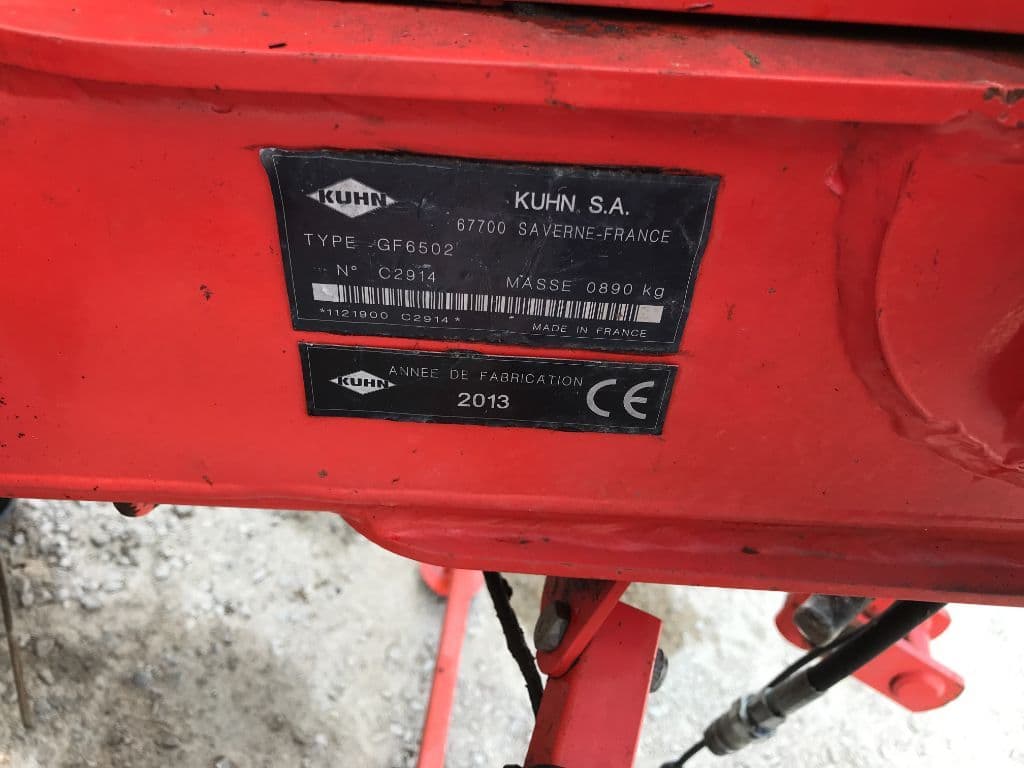 KUHN
KUHN S.A.
67700 SAVERNE-FRANCE
TYPE GF6502
N° C2914 MASSE 0890 kg
*1121900 C2914*
MADE IN FRANCE
KUHN
ANNEE DE FABRICATION
2013
CE